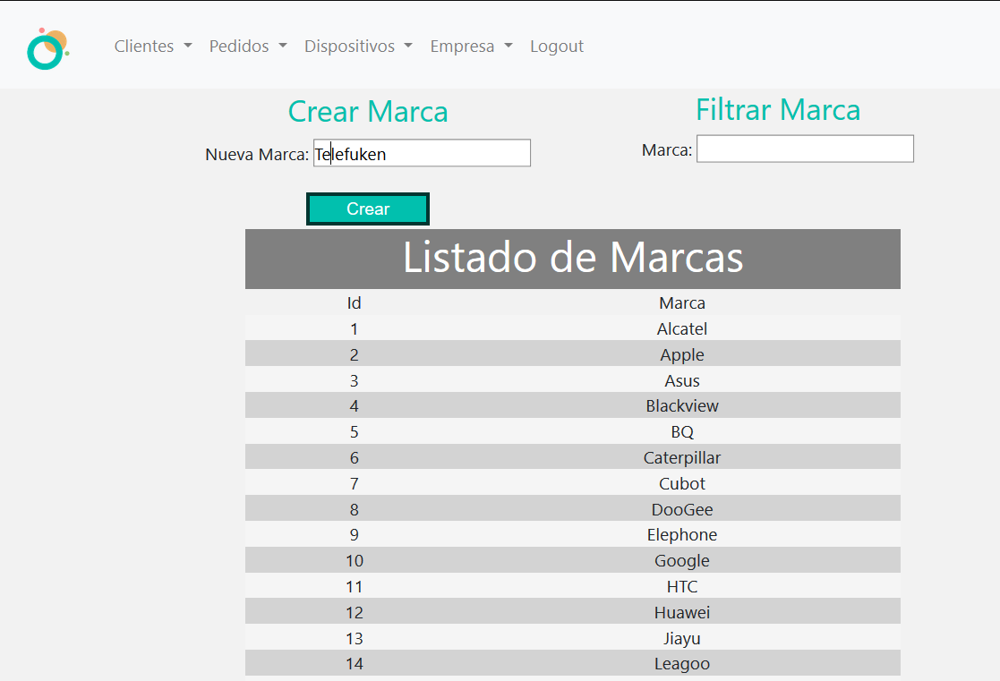 Clientes Pedidos Dispositivos Empresa Logout
Crear Marca
Filtrar Marca
Nueva Marca: Telefuken
Marca:
Crear
Listado de Marcas
Id Marca
1 Alcatel
2 Apple
3 Asus
4 Blackview
5 BQ
6 Caterpillar
7 Cubot
8 DooGee
9 Elephone
10 Google
11 HTC
12 Huawei
13 Jiayu
14 Leagoo